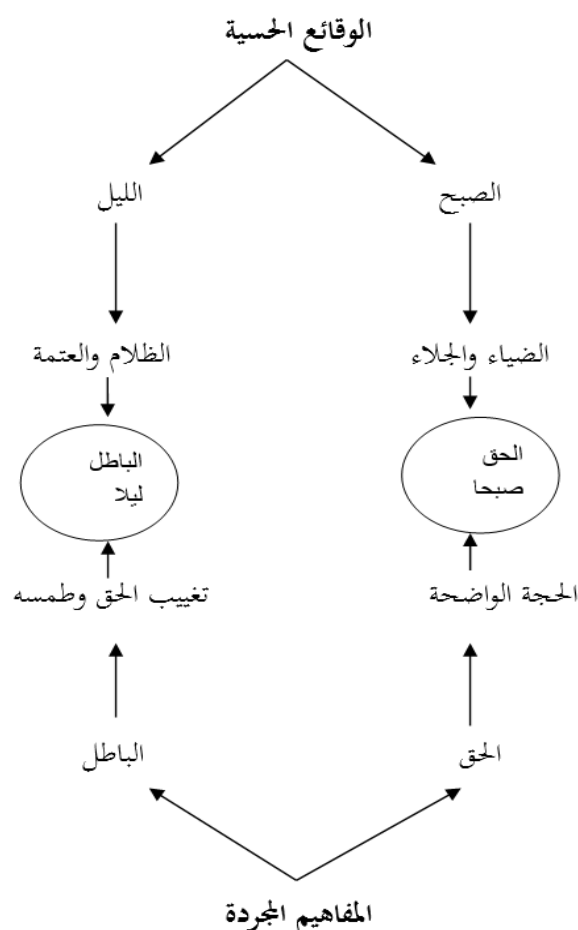 الوقائع الحسية
الصبح
الليل
الضياء والجلاء
الظلام والعتمة
الحق
صبحا
الباطل
ليلا
الحجة الواضحة
تغييب الحق وطمسه
الحق
الباطل
المفاهيم المجردة